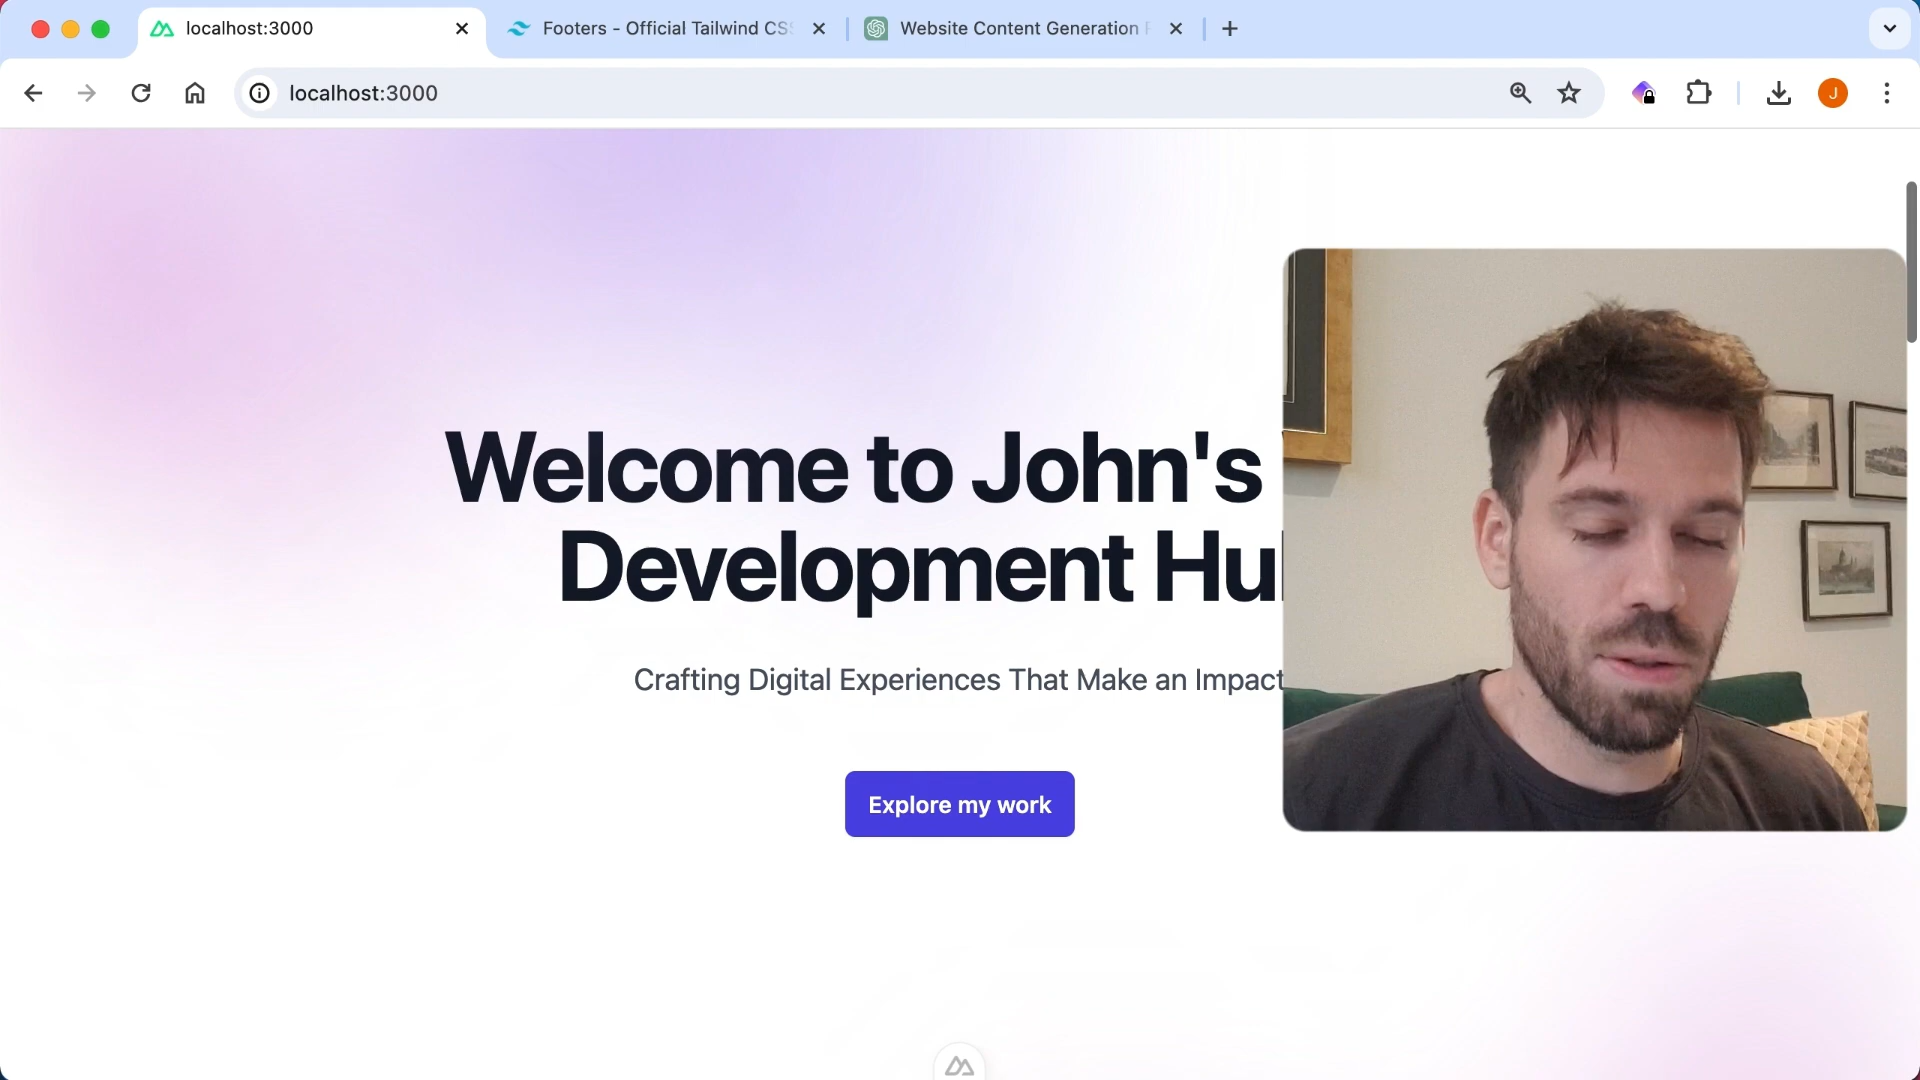 localhost:3000
Footers - Official Tailwind CSS
Website Content Generation
localhost:3000
J
Welcome to John's
Development Hu
Crafting Digital Experiences That Make an Impact
Explore my work